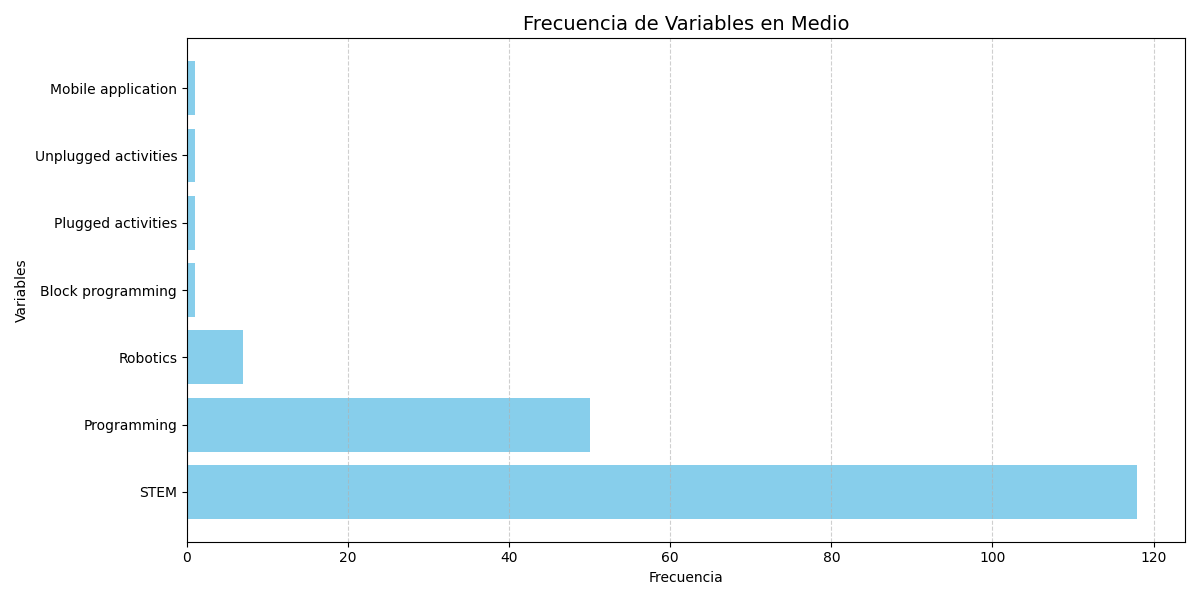 Frecuencia de Variables en Medio
Variables
Mobile application
Unplugged activities
Plugged activities
Block programming
Robotics
Programming
STEM
0 20 40 60 80 100 120
Frecuencia